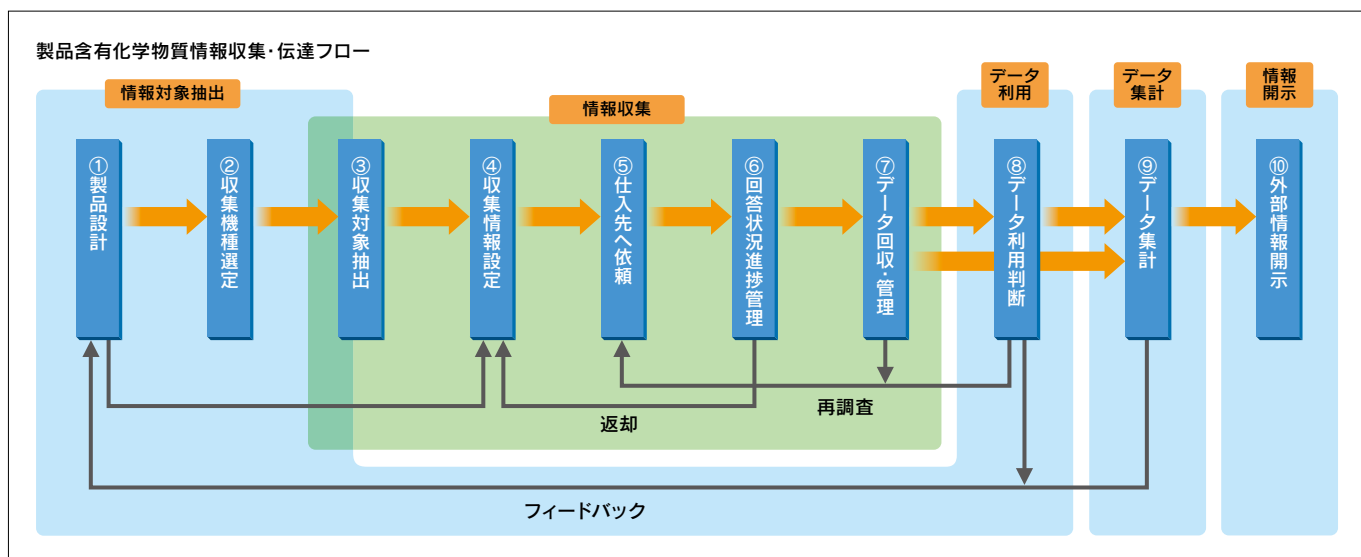 製品含有化学物質情報収集・伝達フロー
情報対象抽出
情報収集
データ
利用
データ
集計
情報
開示
①製品設計
②収集機種選定
③収集対象抽出
④収集情報設定
⑤仕入先へ依頼
⑥回答状況進捗管理
⑦データ回収・管理
⑧データ利用判断
⑨データ集計
⑩外部情報開示
再調査
返却
フィードバック